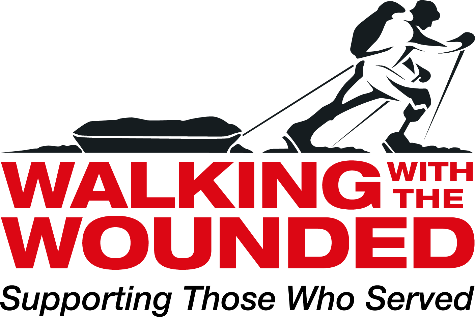 WALKING WITH THE
WOUNDED
Supporting Those Who Served